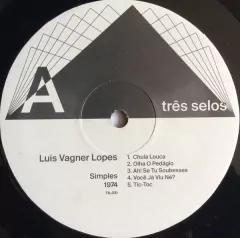 A
três selos
Luis Vagner Lopes
Simples
1974
1. Chula Louca
2. Olha O Pedágio
3. Ah! Se Tu Soubesses
4. Você Já Viu Né?
5. Tic-Toc